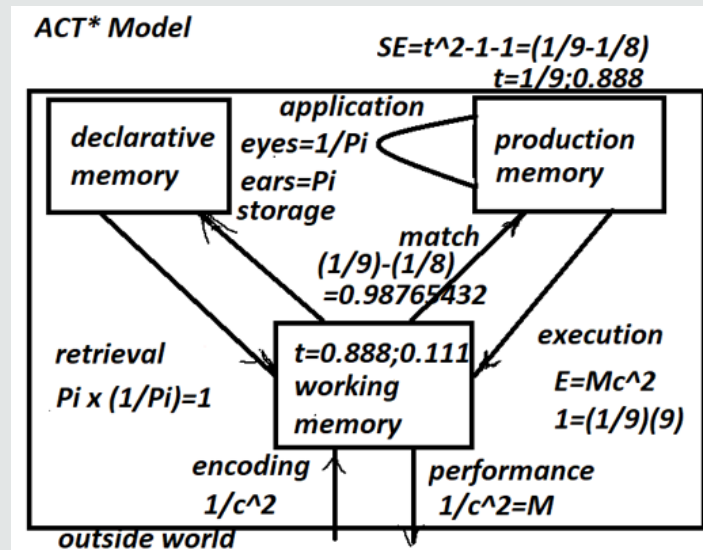 ACT* Model
SE=t^2-1-1=(1/9-1/8)
t=1/9;0.888
application
declarative
memory
eyes=1/Pi
ears=Pi
storage
production
memory
match
(1/9)-(1/8)
=0.98765432
retrieval
Pi x (1/Pi)=1
t=0.888;0.111
working
memory
execution
E=Mc^2
1=(1/9)(9)
encoding
1/c^2
performance
1/c^2=M
outside world